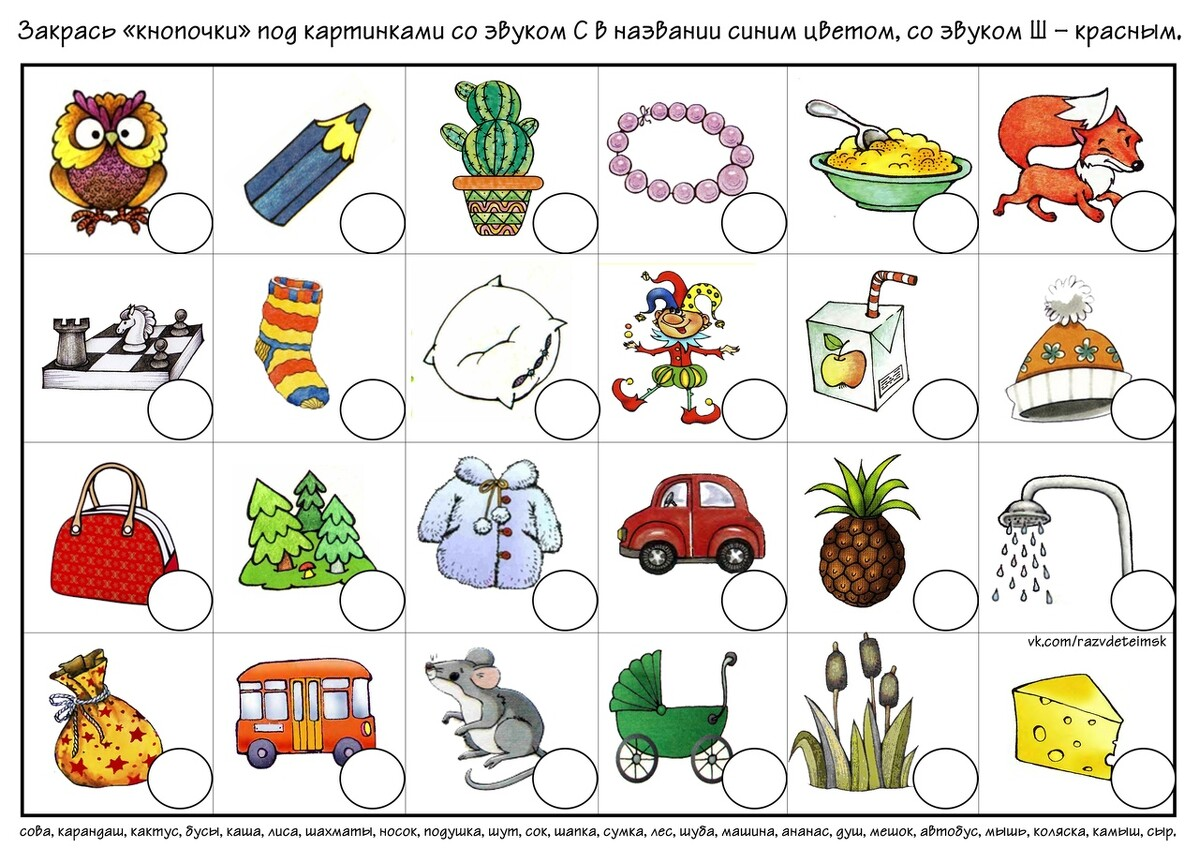 Закрась «кнопочки» под картинками со звуком С в названии синим цветом, со звуком Ш – красным.
vk.com/razvdeteimsk
сова, карандаш, кактус, бусы, каша, лиса, шахматы, носок, подушка, шут, сок, шапка, сумка, лес, шуба, машина, ананас, душ, мешок, автобус, мышь, коляска, камыш, сыр.